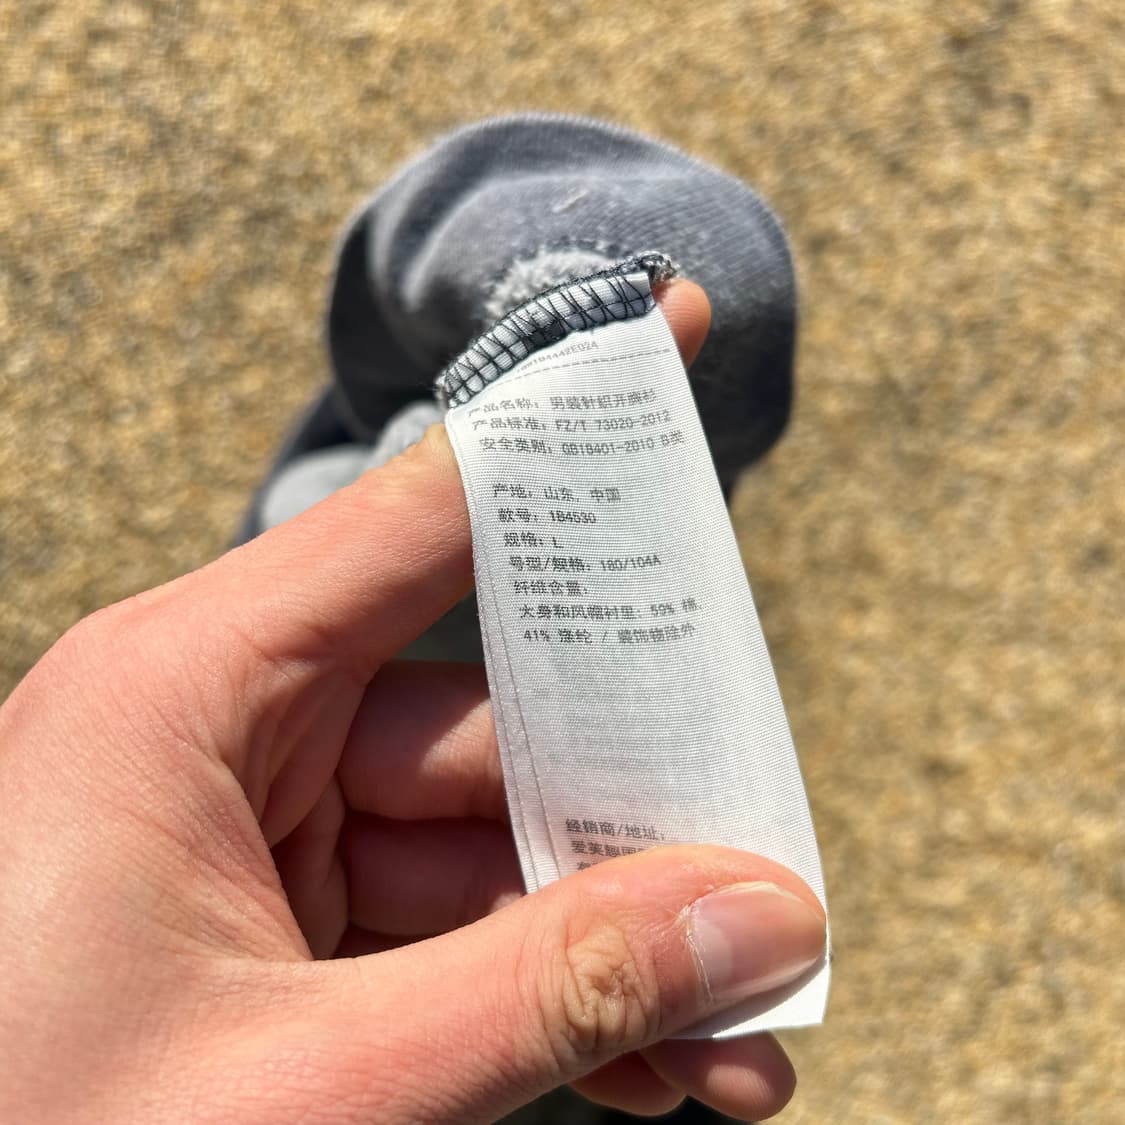 产品名称: 男装针织开襟衫
产品标准: FZ/T 73020-2012
安全类别: GB18401-2010 B类
产地: 山东, 中国
款号: 184530
规格: L
号型/规格: 180/104A
纤维含量:
大身和风帽衬里: 59% 棉,
41% 涤纶 / 装饰物除外
经销商/地址: